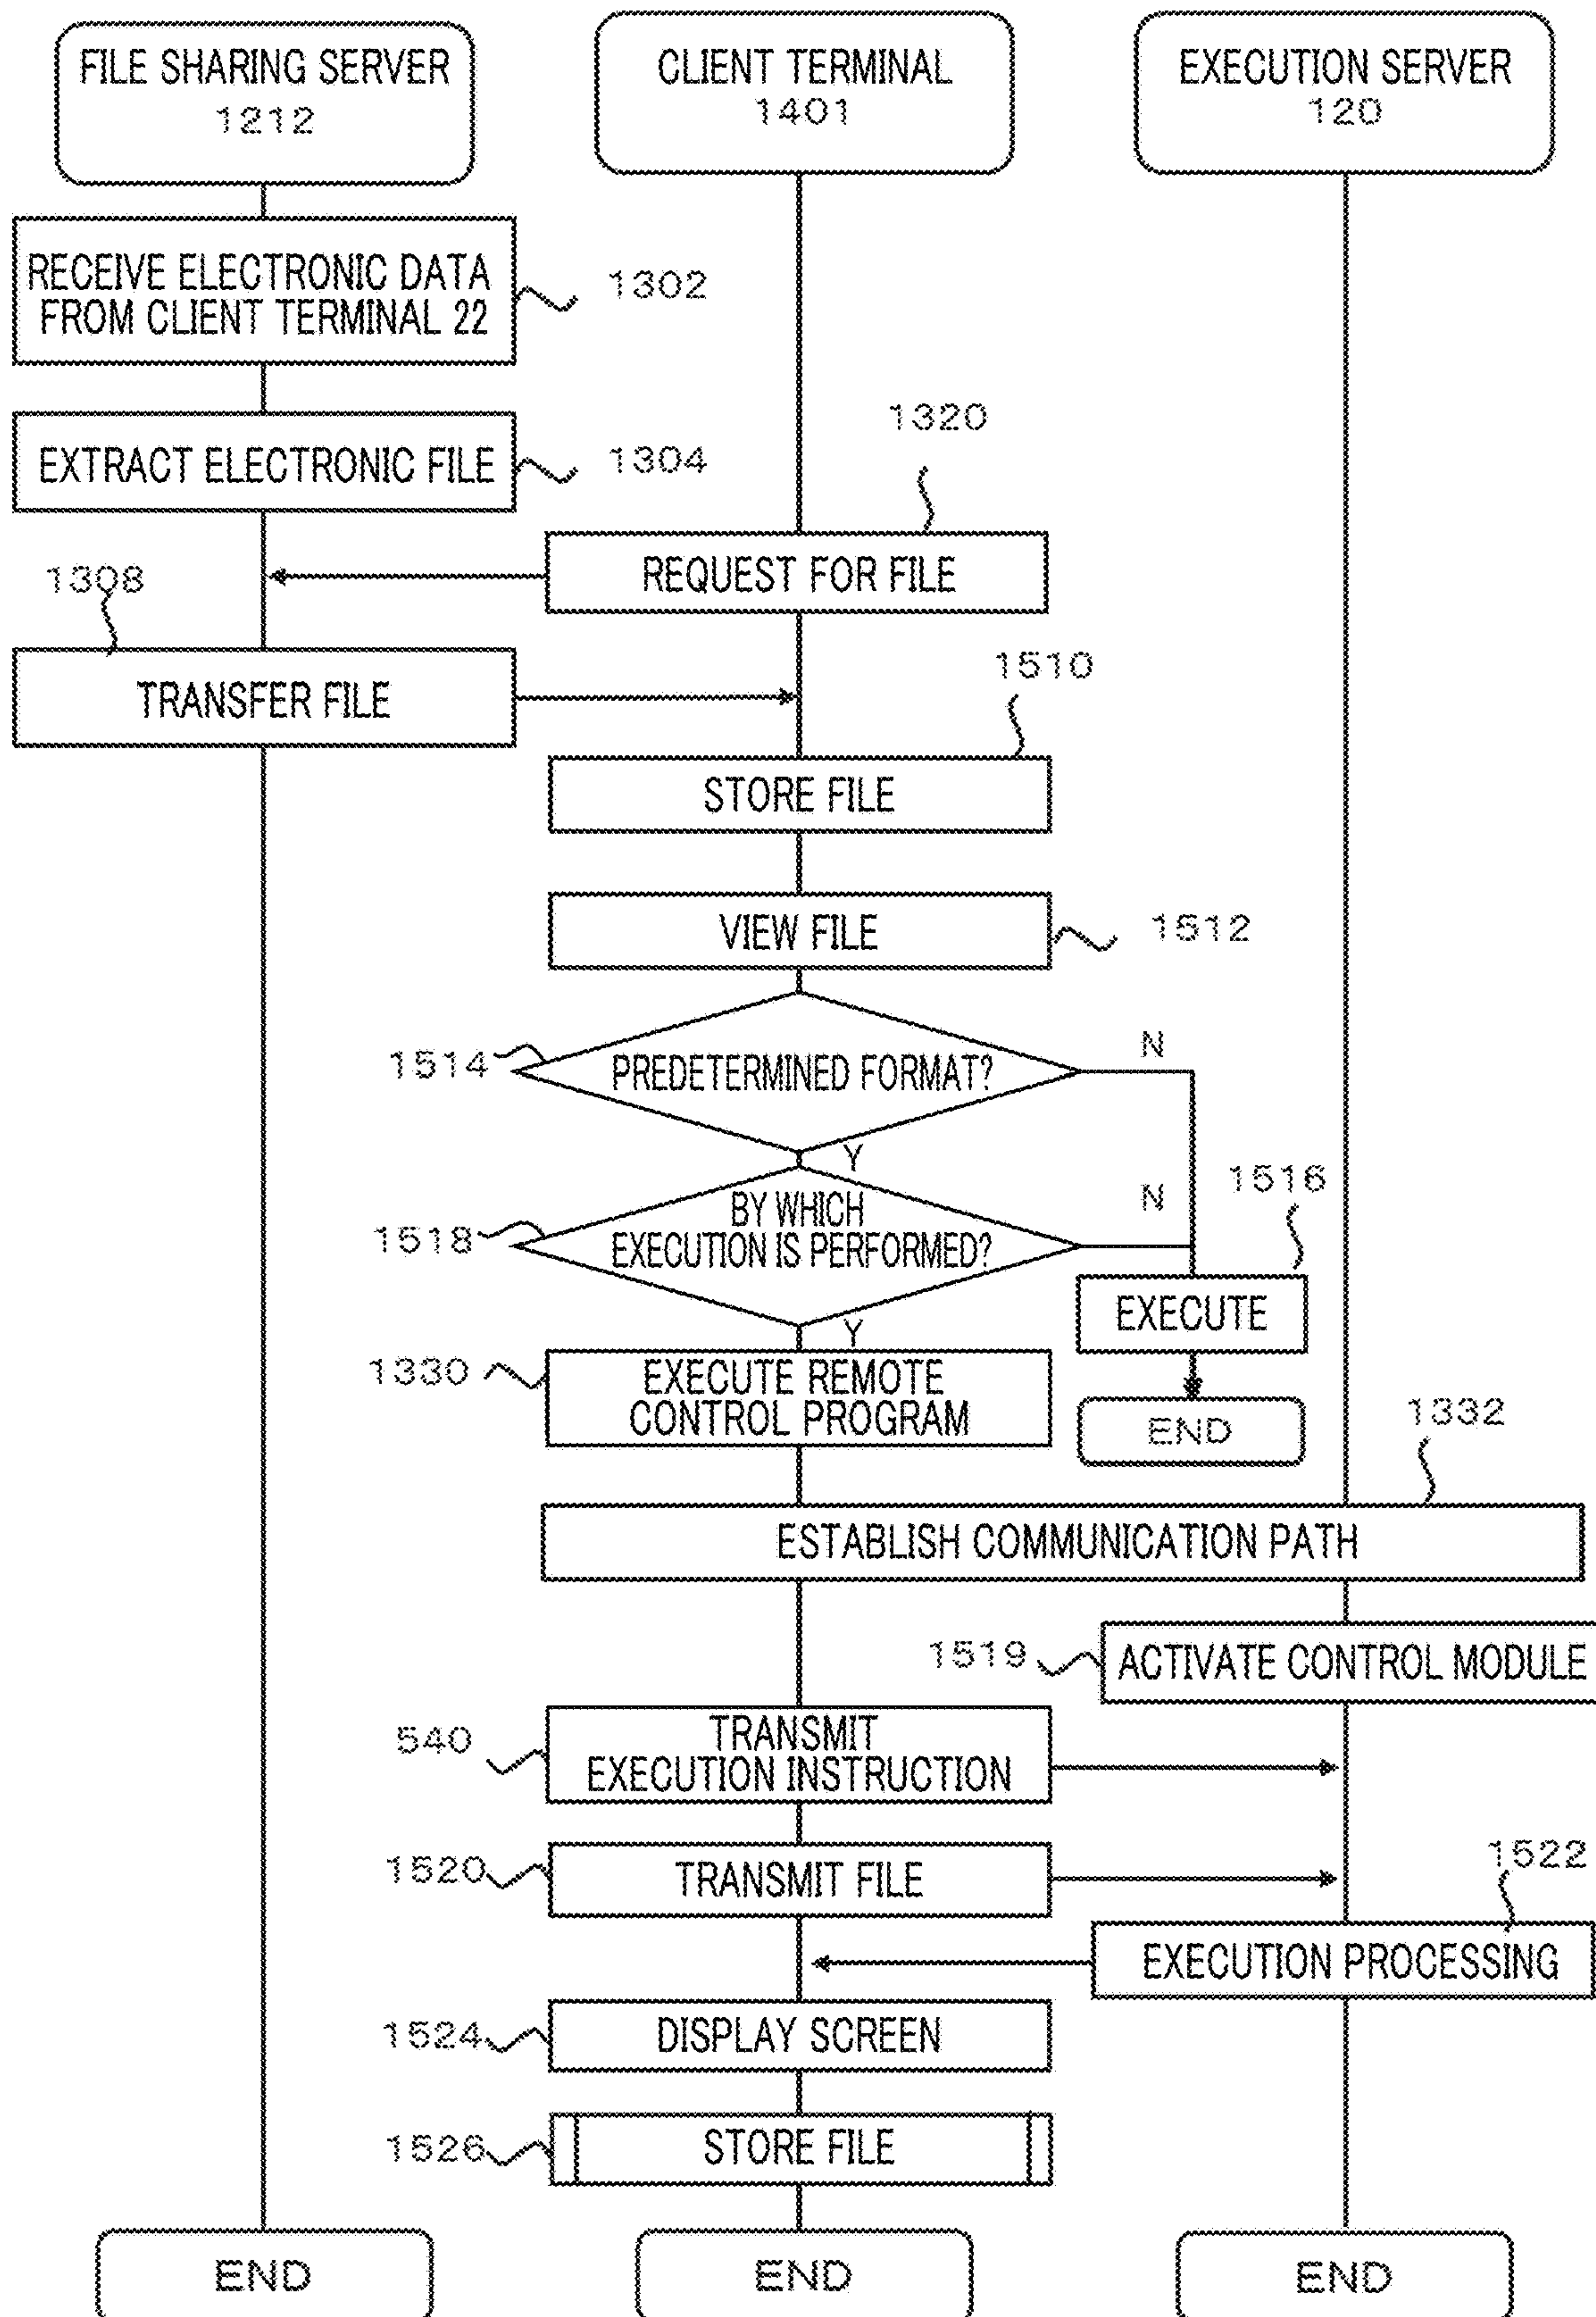 FILE SHARING SERVER
1212
CLIENT TERMINAL
1401
EXECUTION SERVER
120
RECEIVE ELECTRONIC DATA
FROM CLIENT TERMINAL 22
1302
EXTRACT ELECTRONIC FILE
1304
1320
REQUEST FOR FILE
1308
TRANSFER FILE
1510
STORE FILE
VIEW FILE
1512
1514
PREDETERMINED FORMAT?
N
Y
1518
BY WHICH
EXECUTION IS PERFORMED?
N
1516
Y
EXECUTE
END
1330
EXECUTE REMOTE
CONTROL PROGRAM
1332
ESTABLISH COMMUNICATION PATH
1519
ACTIVATE CONTROL MODULE
540
TRANSMIT
EXECUTION INSTRUCTION
1520
TRANSMIT FILE
1522
EXECUTION PROCESSING
1524
DISPLAY SCREEN
1526
STORE FILE
END
END
END